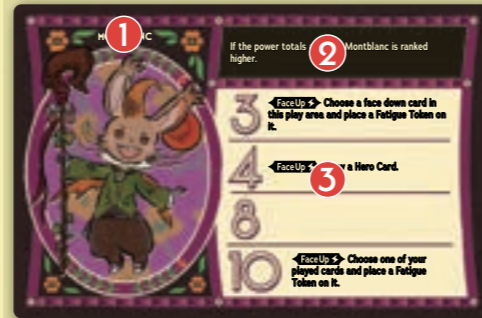 1
M NC
2
If the power totals Montblanc is ranked
higher.
3
Face Up Choose a face down card in
this play area and place a Fatigue Token on
it.
4
Face Up a Hero Card.
3
8
10
Face Up Choose one of your
played cards and place a Fatigue
Token on it.